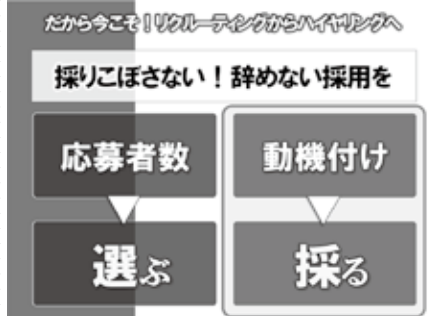 だから今こそ！リクルーティングからハイヤリングへ
採りこぼさない！辞めない採用を
応募者数
動機付け
選ぶ
採る